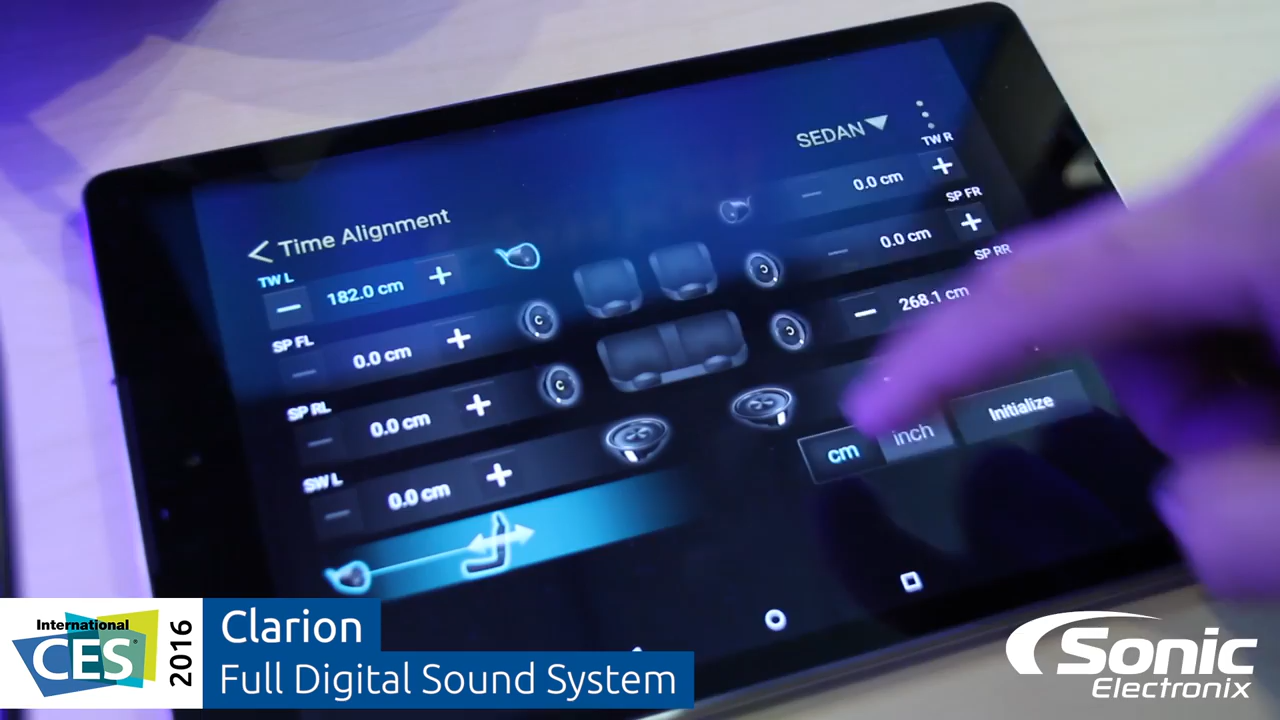 SEDAN
TW R
0.0 cm
Time Alignment
SP FR
TW L
182.0 cm
0.0 cm
SP RR
SP FL
0.0 cm
268.1 cm
SP RL
0.0 cm
Initialize
cm
inch
SW L
0.0 cm
International
CES
2016
Clarion
Full Digital Sound System
Sonic
Electronix